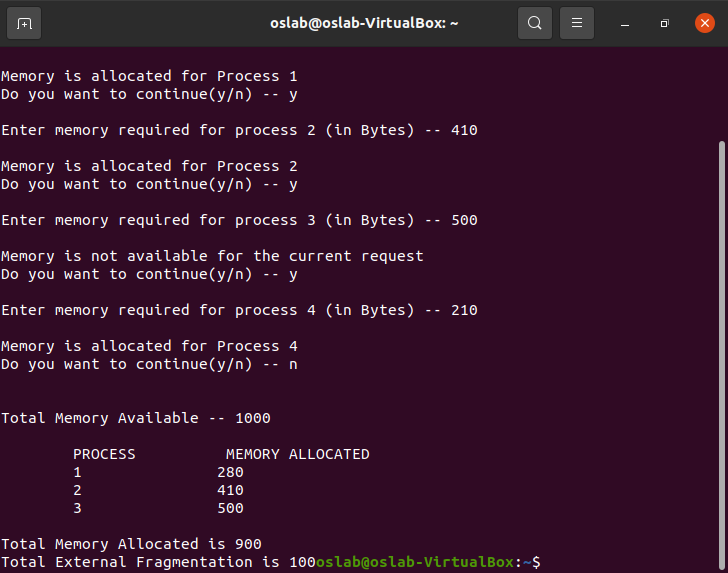 oslab@oslab-VirtualBox: ~
Memory is allocated for Process 1
Do you want to continue(y/n) -- y
Enter memory required for process 2 (in Bytes) -- 410
Memory is allocated for Process 2
Do you want to continue(y/n) -- y
Enter memory required for process 3 (in Bytes) -- 500
Memory is not available for the current request
Do you want to continue(y/n) -- y
Enter memory required for process 4 (in Bytes) -- 210
Memory is allocated for Process 4
Do you want to continue(y/n) -- n
Total Memory Available -- 1000
PROCESS MEMORY ALLOCATED
1 280
2 410
3 500
Total Memory Allocated is 900
Total External Fragmentation is 100oslab@oslab-VirtualBox:~$